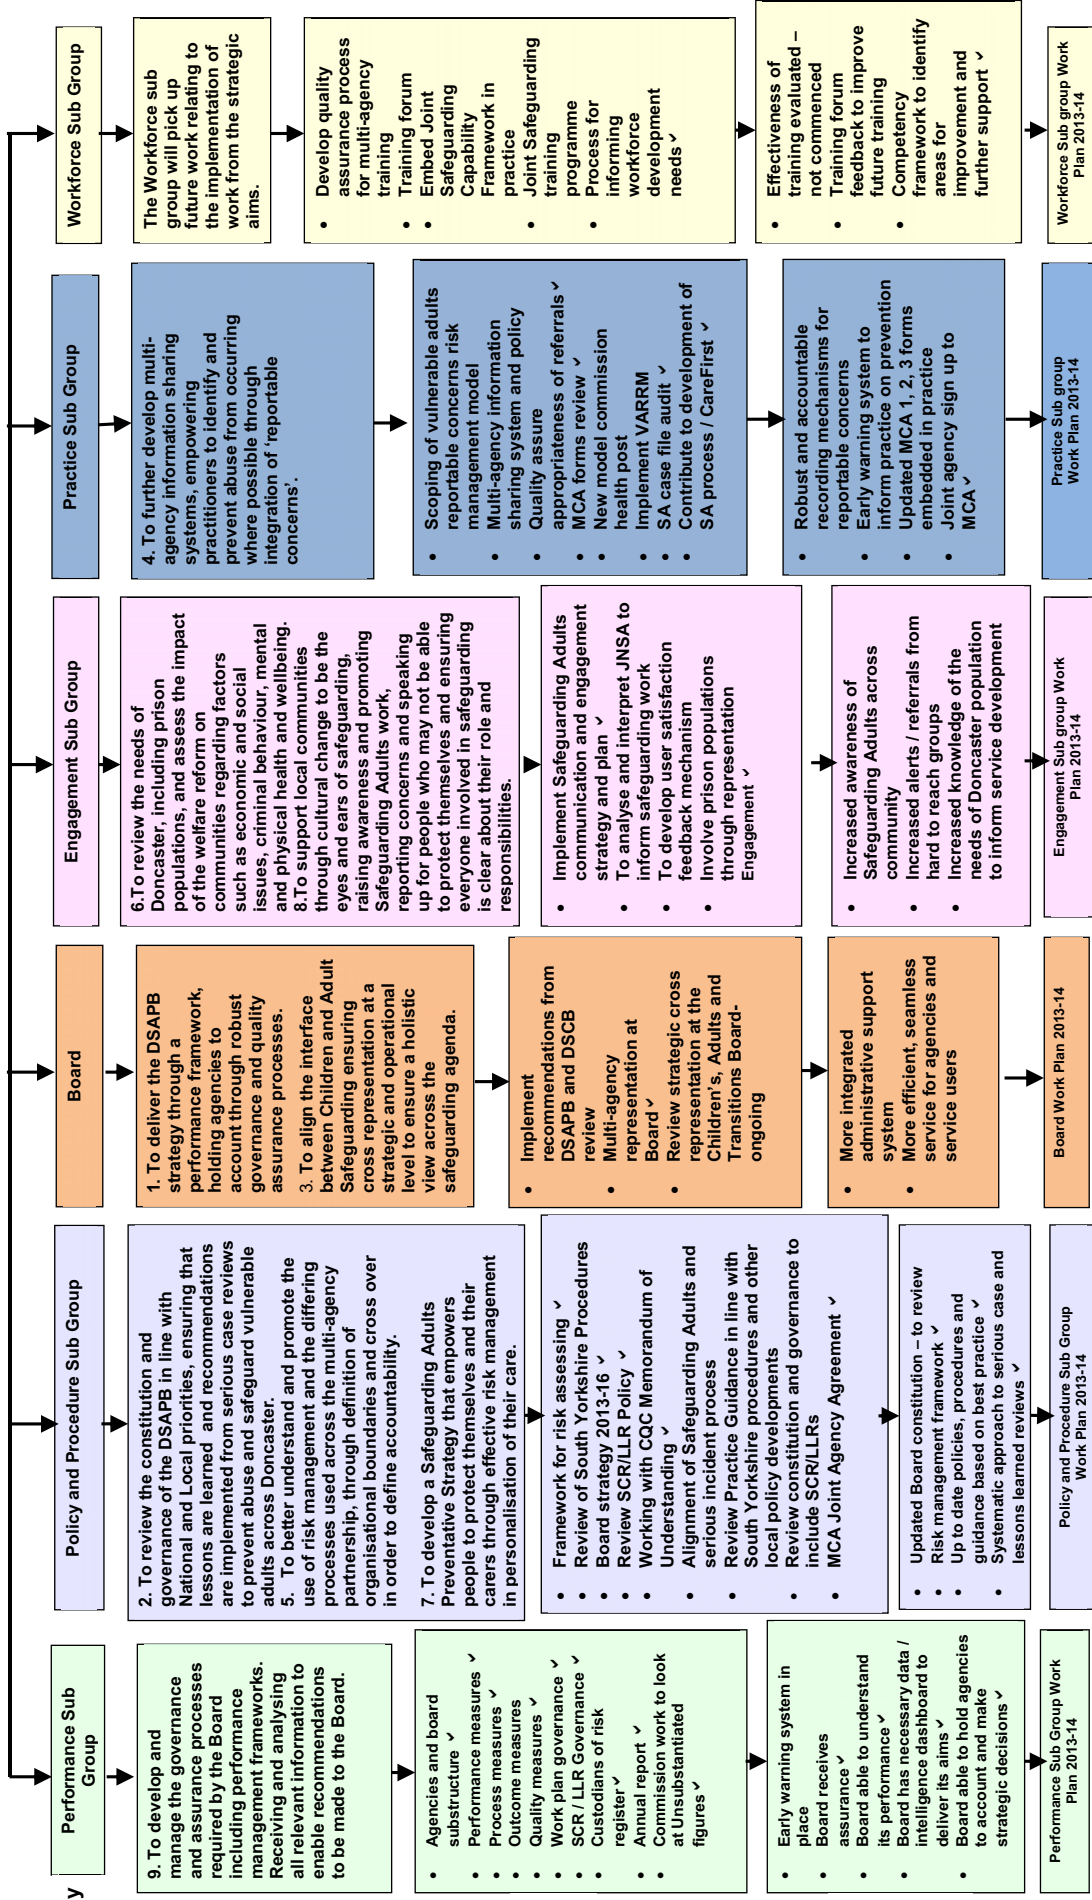 y
Performance Sub
Group
9. To develop and
manage the governance
and assurance processes
required by the Board
including performance
management frameworks.
Receiving and analysing
all relevant information to
enable recommendations
to be made to the Board.
• Agencies and board
substructure ✓
• Performance measures ✓
• Process measures ✓
• Outcome measures
• Quality measures ✓
• Work plan governance ✓
• SCR / LLR Governance ✓
• Custodians of risk
register ✓
• Annual report ✓
• Commission work to look
at Unsubstantiated
figures ✓
• Early warning system in
place
• Board receives
assurance ✓
• Board able to understand
its performance ✓
• Board has necessary data /
intelligence dashboard to
deliver its aims ✓
• Board able to hold agencies
to account and make
strategic decisions ✓
Performance Sub Group Work
Plan 2013-14
Policy and Procedure Sub Group
2. To review the constitution and
governance of the DSAPB in line with
National and Local priorities, ensuring that
lessons are learned and recommendations
are implemented from serious case reviews
to prevent abuse and safeguard vulnerable
adults across Doncaster.
5. To better understand and promote the
use of risk management and the differing
processes used across the multi-agency
partnership, through definition of
organisational boundaries and cross over
in order to define accountability.
7. To develop a Safeguarding Adults
Preventative Strategy that empowers
people to protect themselves and their
carers through effective risk management
in personalisation of their care.
• Framework for risk assessing ✓
• Review of South Yorkshire Procedures
• Board strategy 2013-16 ✓
• Review SCR/LLR Policy ✓
• Working with CQC Memorandum of
Understanding ✓
• Alignment of Safeguarding Adults and
serious incident process
• Review Practice Guidance in line with
South Yorkshire procedures and other
local policy developments
• Review constitution and governance to
include SCR/LLRs
• MCA Joint Agency Agreement ✓
• Updated Board constitution – to review
• Risk management framework ✓
• Up to date policies, procedures and
guidance based on best practice ✓
• Systematic approach to serious case and
lessons learned reviews ✓
Policy and Procedure Sub Group
Work Plan 2013-14
Board
1. To deliver the DSAPB
strategy through a
performance framework,
holding agencies to
account through robust
governance and quality
assurance processes.
3. To align the interface
between Children and Adult
Safeguarding ensuring
cross representation at a
strategic and operational
level to ensure a holistic
view across the
safeguarding agenda.
• Implement
recommendations from
DSAPB and DSCB
review
• Multi-agency
representation at
Board ✓
• Review strategic cross
representation at the
Children's, Adults and
Transitions Board-
ongoing
• More integrated
administrative support
system
• More efficient, seamless
service for agencies and
service users
Board Work Plan 2013-14
Engagement Sub Group
6.To review the needs of
Doncaster, including prison
populations, and assess the impact
of the welfare reform on
communities regarding factors
such as economic and social
issues, criminal behaviour, mental
and physical health and wellbeing.
8.To support local communities
through cultural change to be the
eyes and ears of safeguarding,
raising awareness and promoting
Safeguarding Adults work,
reporting concerns and speaking
up for people who may not be able
to protect themselves and ensuring
everyone involved in safeguarding
is clear about their role and
responsibilities.
• Implement Safeguarding Adults
communication and engagement
strategy and plan ✓
• To analyse and interpret JNSA to
inform safeguarding work
• To develop user satisfaction
feedback mechanism
• Involve prison populations
through representation
Engagement ✓
• Increased awareness of
Safeguarding Adults across
community
• Increased alerts / referrals from
hard to reach groups
• Increased knowledge of the
needs of Doncaster population
to inform service development
Engagement Sub group Work
Plan 2013-14
Practice Sub Group
4. To further develop multi-
agency information sharing
systems, empowering
practitioners to identify and
prevent abuse from occurring
where possible through
integration of 'reportable
concerns'.
• Scoping of vulnerable adults
reportable concerns risk
management model
• Multi-agency information
sharing system and policy
• Quality assure
appropriateness of referrals ✓
• MCA forms review ✓
• New model commission
health post
• Implement VARRM
• SA case file audit ✓
• Contribute to development of
SA process / CareFirst ✓
• Robust and accountable
recording mechanisms for
reportable concerns
• Early warning system to
inform practice on prevention
• Updated MCA 1, 2, 3 forms
embedded in practice
• Joint agency sign up to
MCA ✓
Practice Sub group
Work Plan 2013-14
Workforce Sub Group
The Workforce sub
group will pick up
future work relating to
the implementation of
work from the strategic
aims.
• Develop quality
assurance process
for multi-agency
training
• Training forum
• Embed Joint
Safeguarding
Capability
Framework in
practice
• Joint Safeguarding
training
programme
• Process for
informing
workforce
development
needs ✓
• Effectiveness of
training evaluated –
not commenced
• Training forum
feedback to improve
future training
• Competency
framework to identify
areas for
improvement and
further support ✓
Workforce Sub group Work
Plan 2013-14